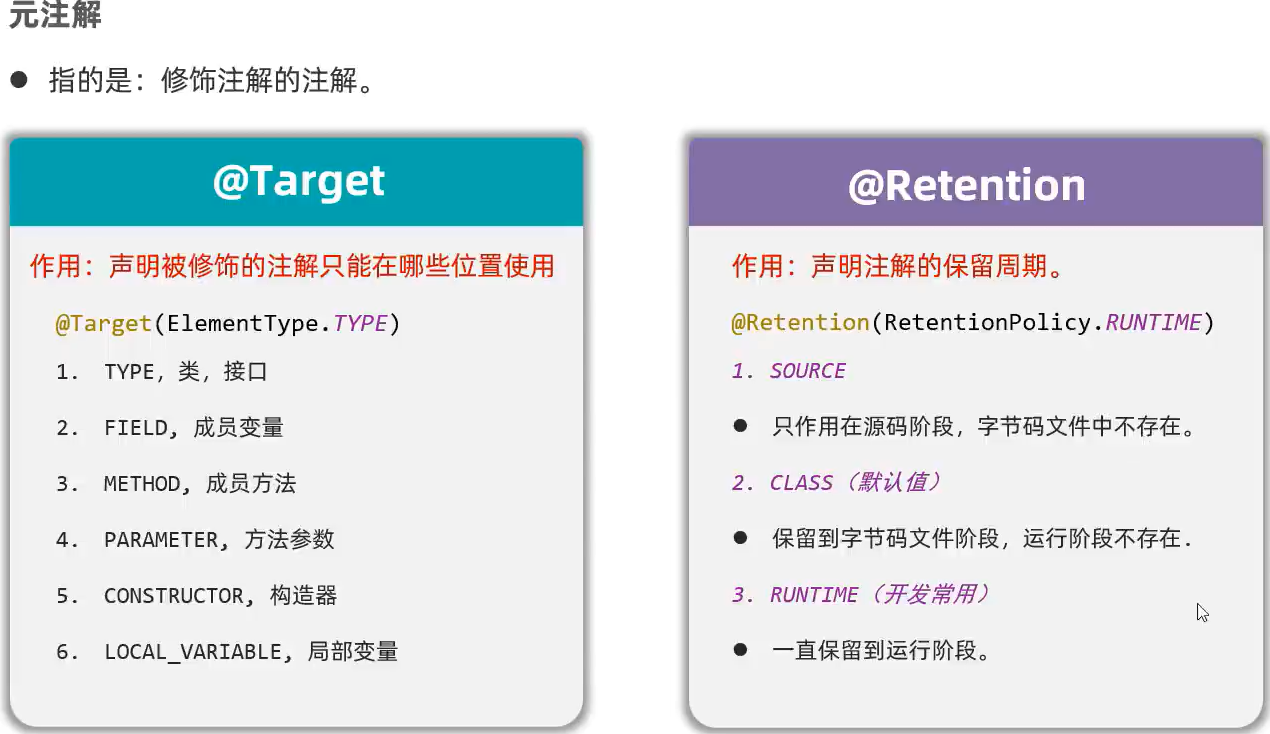 元注解
● 指的是：修饰注解的注解。
@Target
作用：声明被修饰的注解只能在哪些位置使用
@Target(ElementType.TYPE)
1. TYPE，类，接口
2. FIELD, 成员变量
3. METHOD, 成员方法
4. PARAMETER, 方法参数
5. CONSTRUCTOR, 构造器
6. LOCAL_VARIABLE, 局部变量
@Retention
作用：声明注解的保留周期。
@Retention(RetentionPolicy.RUNTIME)
1. SOURCE
● 只作用在源码阶段，字节码文件中不存在。
2. CLASS（默认值）
● 保留到字节码文件阶段，运行阶段不存在.
3. RUNTIME（开发常用）
● 一直保留到运行阶段。